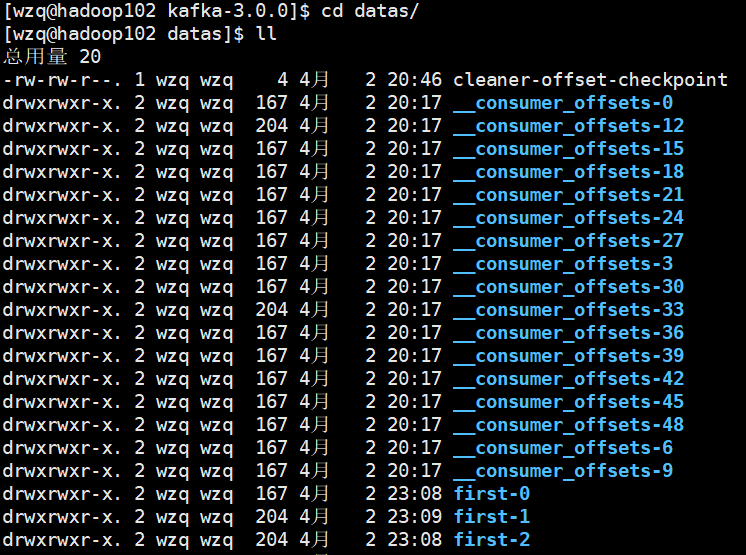 [wzq@hadoop102 kafka-3.0.0]$ cd datas/
[wzq@hadoop102 datas]$ ll
总用量 20
-rw-rw-r--. 1 wzq wzq   4 4月   2 20:46 cleaner-offset-checkpoint
drwxrwxr-x. 2 wzq wzq 167 4月   2 20:17 __consumer_offsets-0
drwxrwxr-x. 2 wzq wzq 204 4月   2 20:17 __consumer_offsets-12
drwxrwxr-x. 2 wzq wzq 167 4月   2 20:17 __consumer_offsets-15
drwxrwxr-x. 2 wzq wzq 167 4月   2 20:17 __consumer_offsets-18
drwxrwxr-x. 2 wzq wzq 167 4月   2 20:17 __consumer_offsets-21
drwxrwxr-x. 2 wzq wzq 167 4月   2 20:17 __consumer_offsets-24
drwxrwxr-x. 2 wzq wzq 167 4月   2 20:17 __consumer_offsets-27
drwxrwxr-x. 2 wzq wzq 167 4月   2 20:17 __consumer_offsets-3
drwxrwxr-x. 2 wzq wzq 167 4月   2 20:17 __consumer_offsets-30
drwxrwxr-x. 2 wzq wzq 204 4月   2 20:17 __consumer_offsets-33
drwxrwxr-x. 2 wzq wzq 167 4月   2 20:17 __consumer_offsets-36
drwxrwxr-x. 2 wzq wzq 167 4月   2 20:17 __consumer_offsets-39
drwxrwxr-x. 2 wzq wzq 167 4月   2 20:17 __consumer_offsets-42
drwxrwxr-x. 2 wzq wzq 167 4月   2 20:17 __consumer_offsets-45
drwxrwxr-x. 2 wzq wzq 167 4月   2 20:17 __consumer_offsets-48
drwxrwxr-x. 2 wzq wzq 167 4月   2 20:17 __consumer_offsets-6
drwxrwxr-x. 2 wzq wzq 167 4月   2 20:17 __consumer_offsets-9
drwxrwxr-x. 2 wzq wzq 167 4月   2 23:08 first-0
drwxrwxr-x. 2 wzq wzq 204 4月   2 23:09 first-1
drwxrwxr-x. 2 wzq wzq 204 4月   2 23:08 first-2